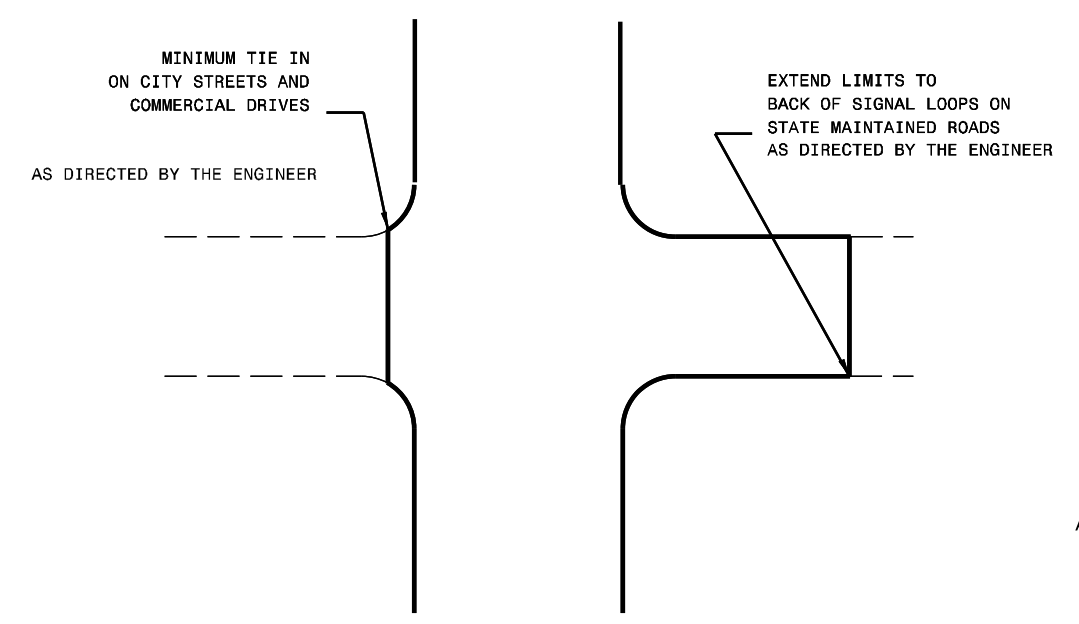 MINIMUM TIE IN
ON CITY STREETS AND
COMMERCIAL DRIVES
AS DIRECTED BY THE ENGINEER
EXTEND LIMITS TO
BACK OF SIGNAL LOOPS ON
STATE MAINTAINED ROADS
AS DIRECTED BY THE ENGINEER